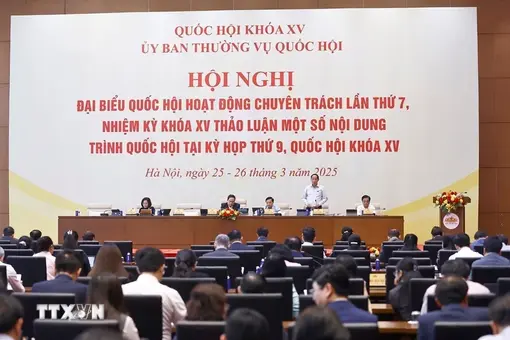 QUỐC HỘI KHÓA XV
ỦY BAN THƯỜNG VỤ QUỐC HỘI
HỘI NGHỊ
ĐẠI BIỂU QUỐC HỘI HOẠT ĐỘNG CHUYÊN TRÁCH LẦN THỨ 7,
NHIỆM KỲ KHÓA XV THẢO LUẬN MỘT SỐ NỘI DUNG
TRÌNH QUỐC HỘI TẠI KỲ HỌP THỨ 9, QUỐC HỘI KHÓA XV
Hà Nội, ngày 25 - 26 tháng 3 năm 2025
TTXVN